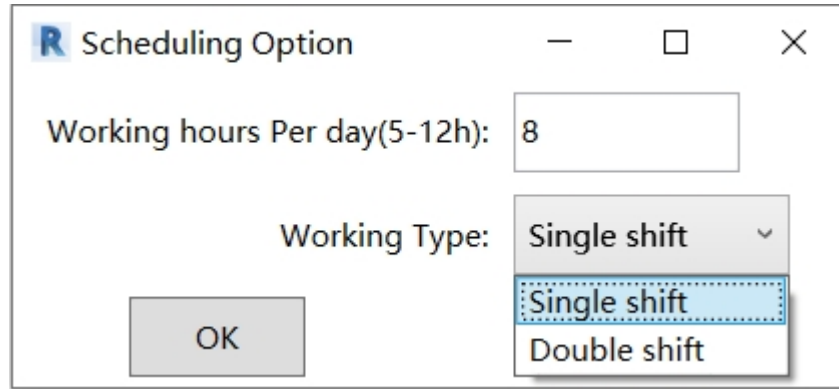 R Scheduling Option
Working hours Per day(5-12h): 8
Working Type: Single shift
Single shift
Double shift
OK